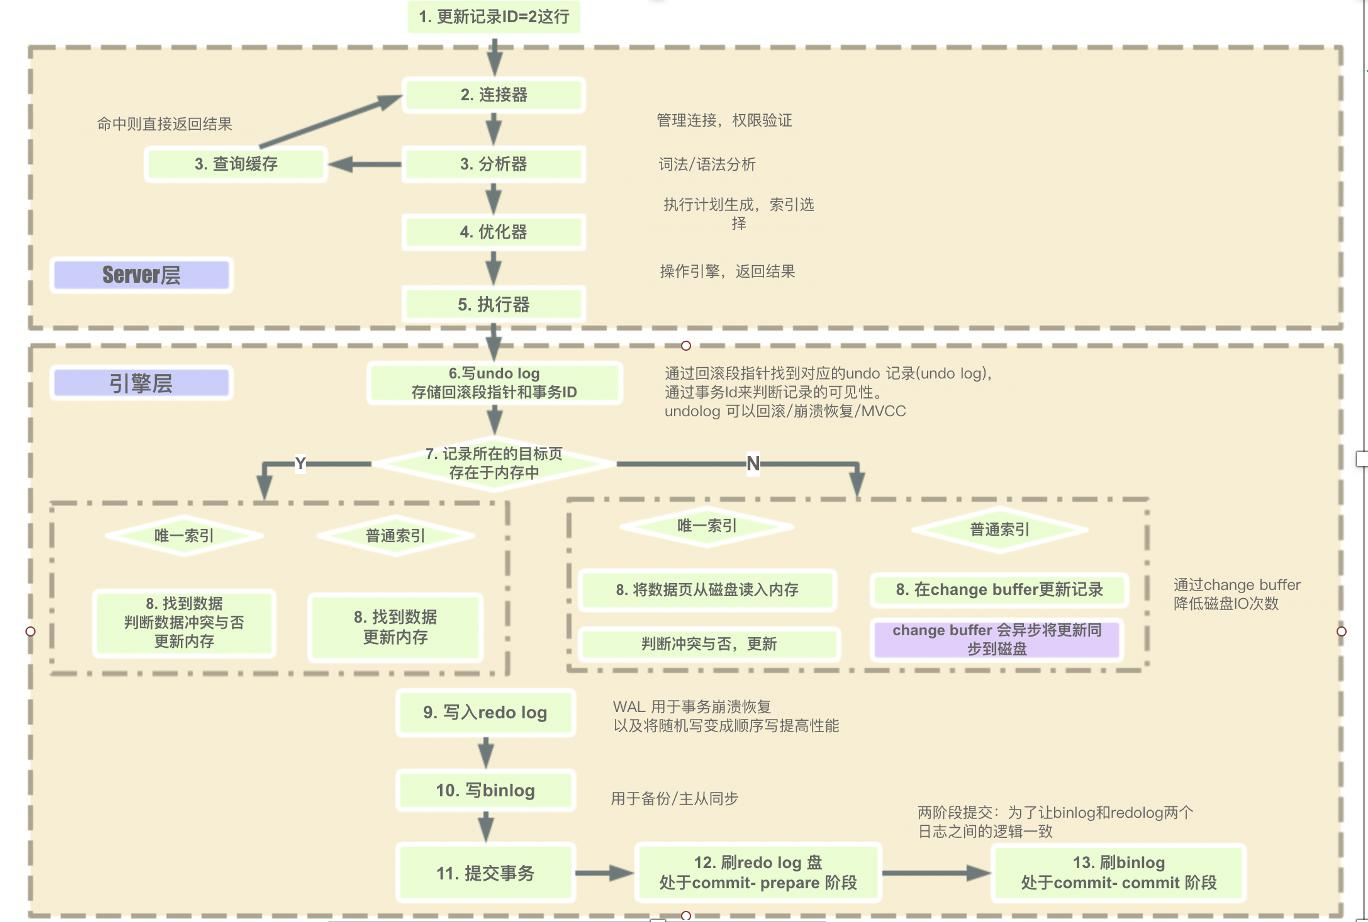 1. 更新记录ID=2这行
2. 连接器
命中则直接返回结果
管理连接，权限验证
3. 查询缓存
3. 分析器
词法/语法分析
执行计划生成，索引选
择
4. 优化器
Server层
操作引擎，返回结果
5. 执行器
引擎层
6.写undo log
存储回滚段指针和事务ID
通过回滚段指针找到对应的undo 记录(undo log)，
通过事务Id来判断记录的可见性。
undolog 可以回滚/崩溃恢复/MVCC
7. 记录所在的目标页
存在于内存中
Y
N
唯一索引
普通索引
8. 找到数据
判断数据冲突与否
更新内存
8. 找到数据
更新内存
唯一索引
普通索引
8. 将数据页从磁盘读入内存
8. 在change buffer更新记录
判断冲突与否，更新
change buffer 会异步将更新同
步到磁盘
通过change buffer
降低磁盘IO次数
9. 写入redo log
WAL 用于事务崩溃恢复
以及将随机写变成顺序写提高性能
10. 写binlog
用于备份/主从同步
两阶段提交：为了让binlog和redolog两个
日志之间的逻辑一致
11. 提交事务
12. 刷redo log 盘
处于commit- prepare 阶段
13. 刷binlog
处于commit- commit 阶段